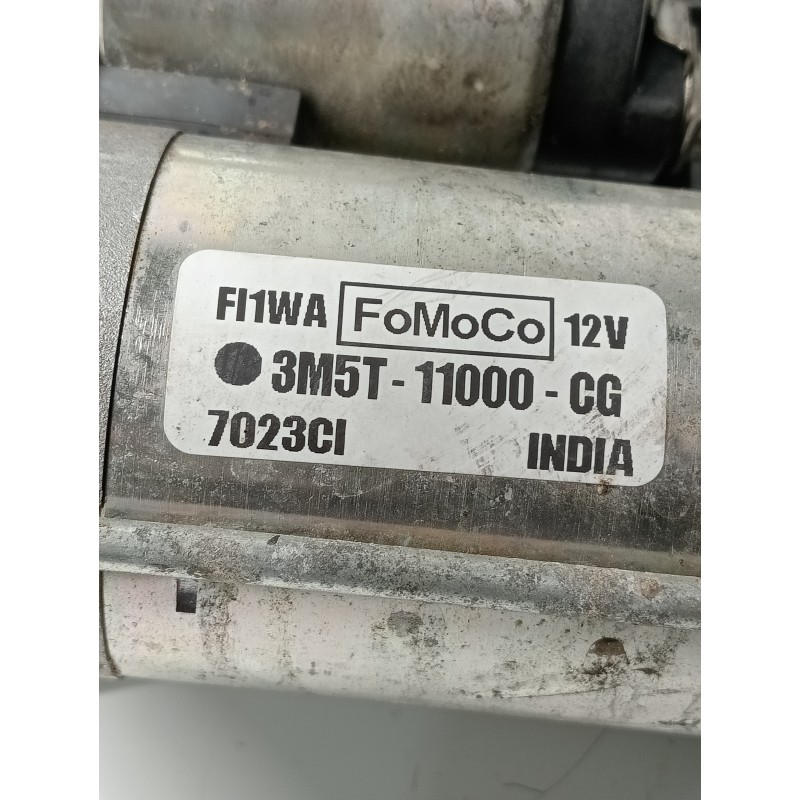 FI1WA FoMoCo 12V
3M5T-11000-CG
7023CI INDIA